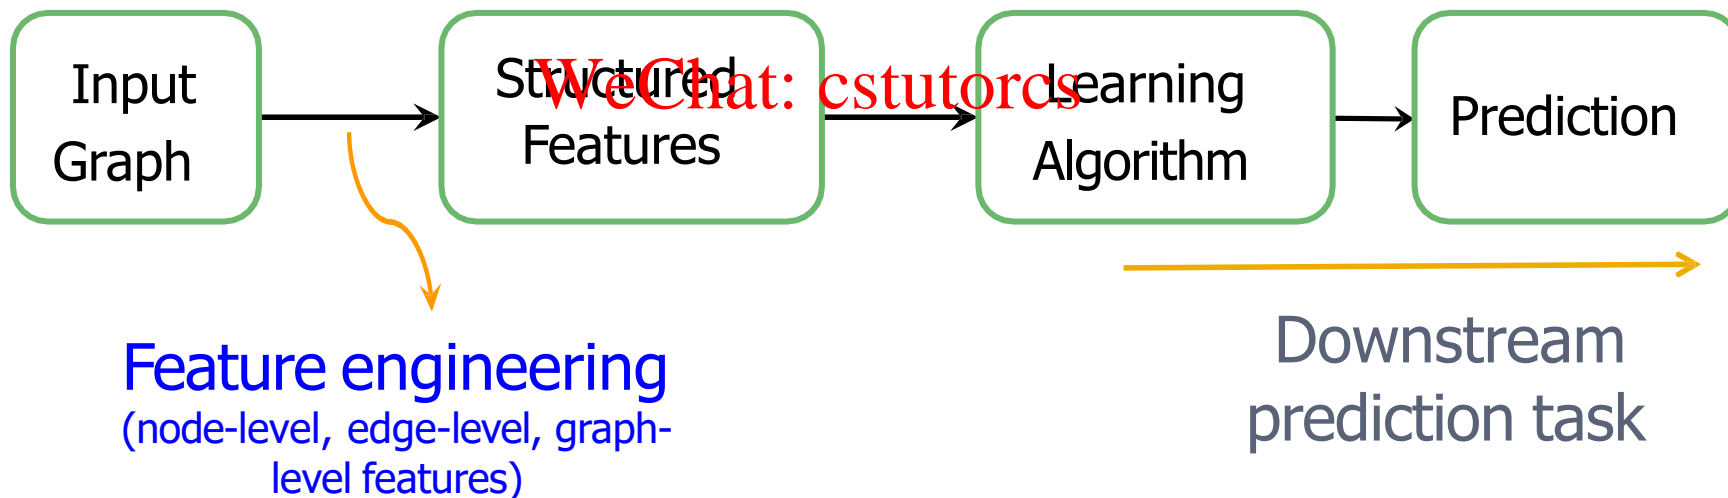 Input
Graph
Structured
Features
WeChat: cstutorcs
Learning
Algorithm
Prediction
Feature engineering
(node-level, edge-level, graph-
level features)
Downstream
prediction task